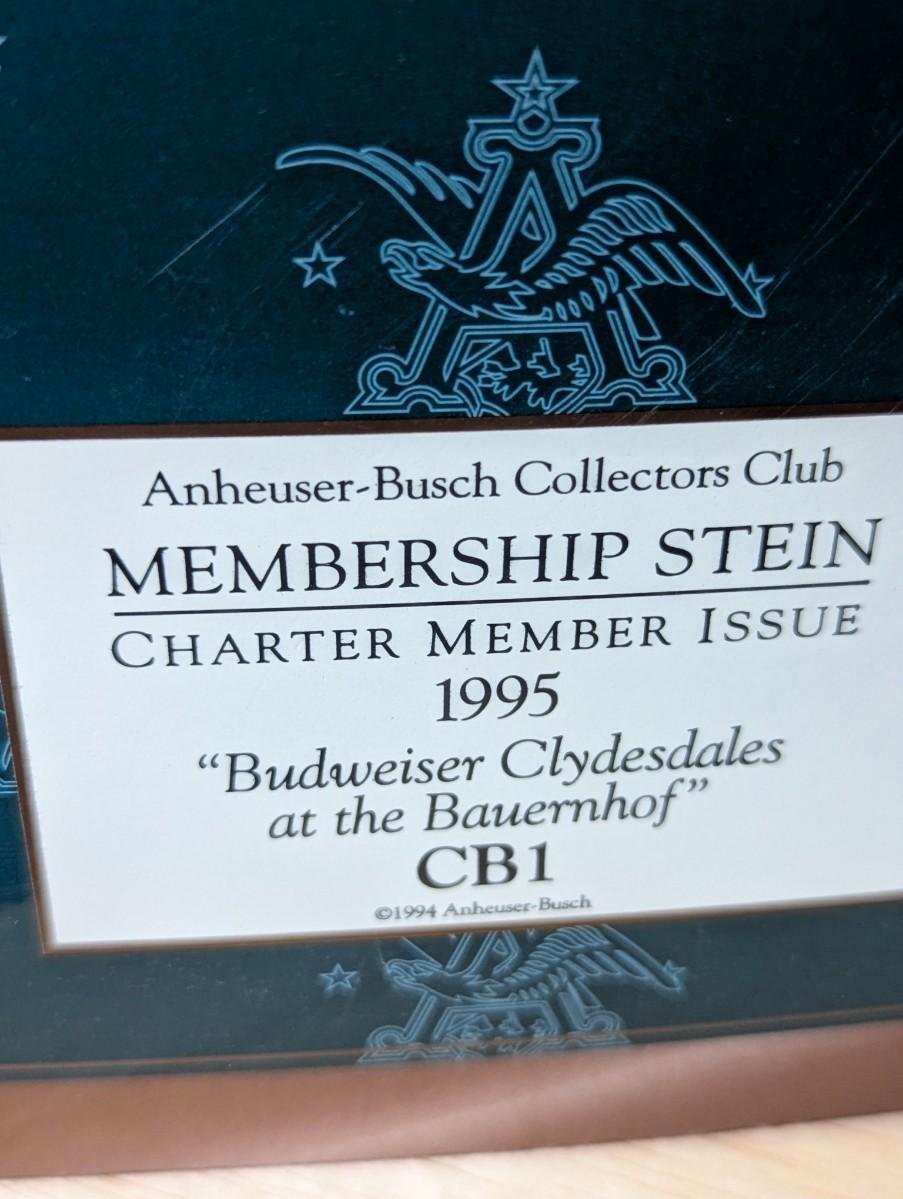 Anheuser-Busch Collectors Club
MEMBERSHIP STEIN
CHARTER MEMBER ISSUE
1995
“Budweiser Clydesdales
at the Bauernhof”
CB1
©1994 Anheuser-Busch